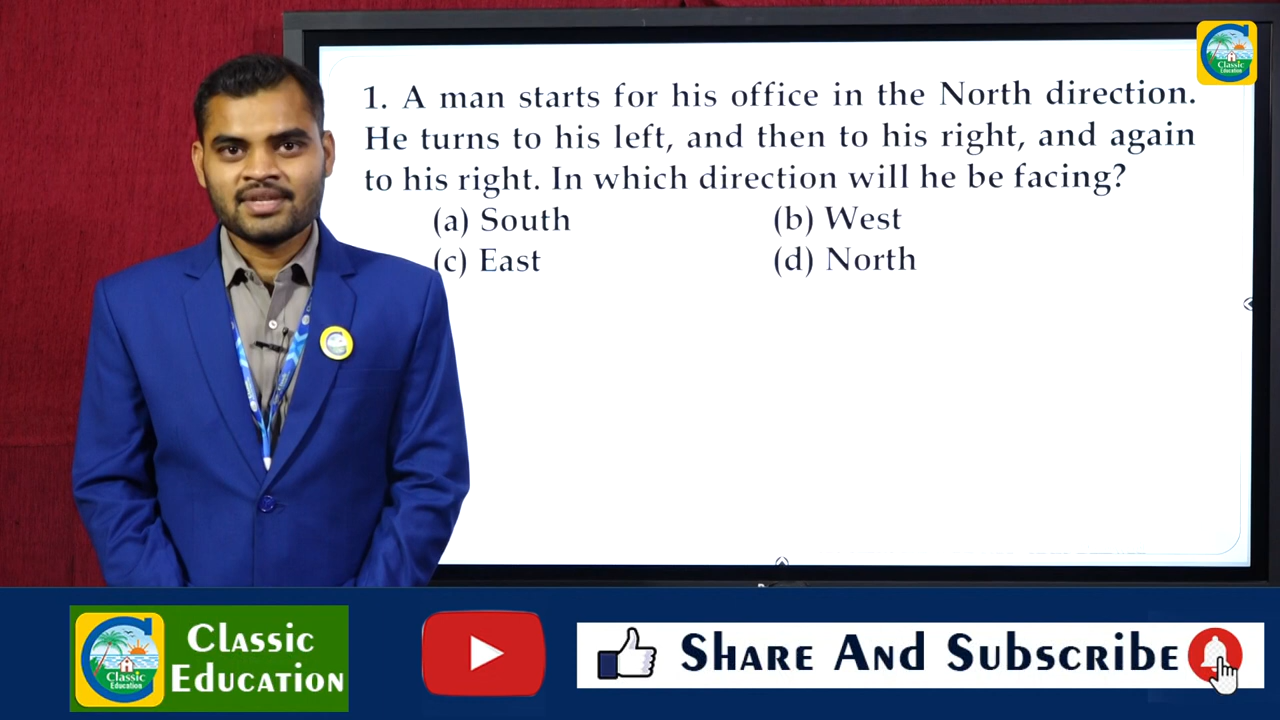 1. A man starts for his office in the North direction.
He turns to his left, and then to his right, and again
to his right. In which direction will he be facing?
(a) South (b) West
(c) East (d) North
Classic
Education
Classic
Education
Classic
Education
Share And Subscribe